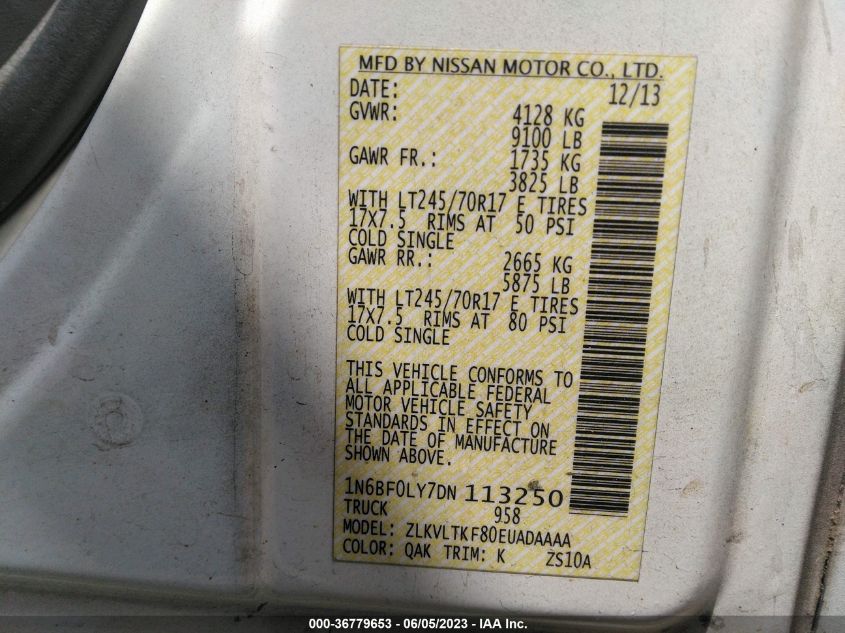 MFD BY NISSAN MOTOR CO., LTD.
DATE: 12/13
GVWR: 4128 KG
9100 LB
GAWR FR.: 1735 KG
3825 LB
WITH LT245/70R17 E TIRES
17X7.5 RIMS AT 50 PSI
COLD SINGLE
GAWR RR.: 2665 KG
5875 LB
WITH LT245/70R17 E TIRES
17X7.5 RIMS AT 80 PSI
COLD SINGLE
THIS VEHICLE CONFORMS TO
ALL APPLICABLE FEDERAL
MOTOR VEHICLE SAFETY
STANDARDS IN EFFECT ON
THE DATE OF MANUFACTURE
SHOWN ABOVE.
1N6BF0LY7DN 113250
TRUCK 958
MODEL: ZLKVLTKF80EUADAAAA
COLOR: QAK TRIM: K ZS10A
000-36779653 - 06/05/2023 - IAA Inc.